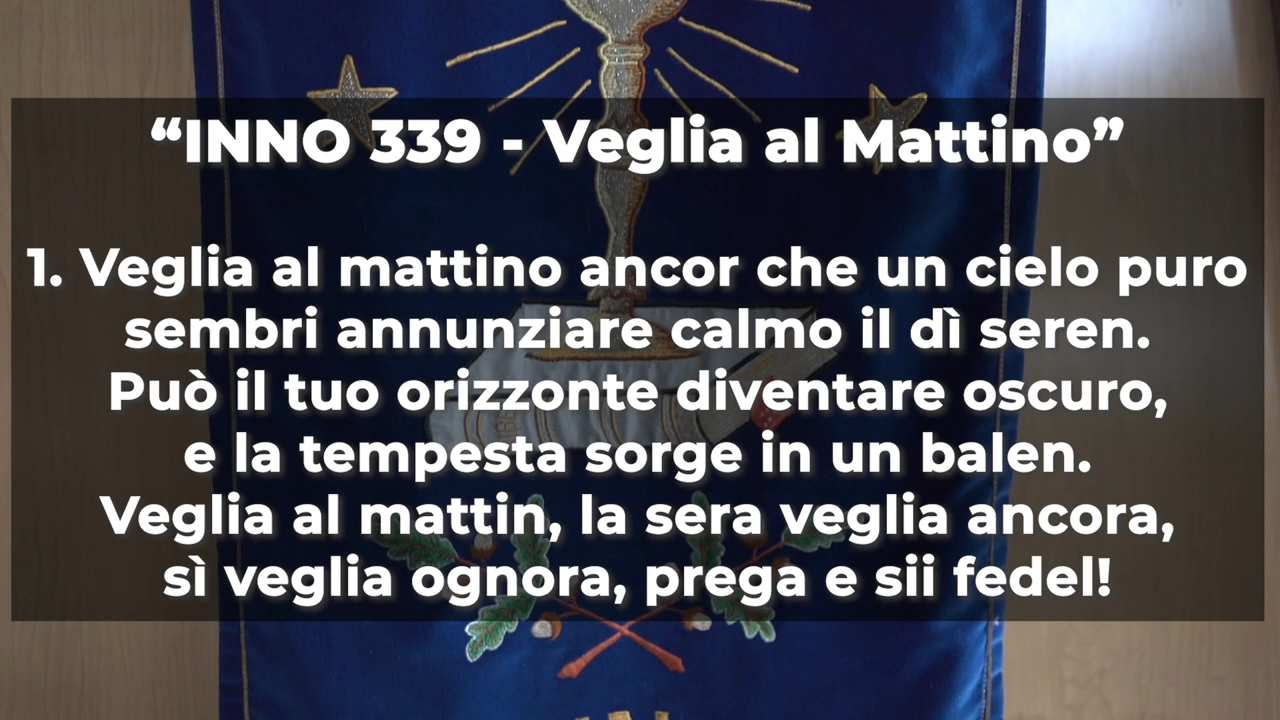 “INNO 339 - Veglia al Mattino”
1. Veglia al mattino ancor che un cielo puro
sembri annunziare calmo il dì seren.
Può il tuo orizzonte diventare oscuro,
e la tempesta sorge in un balen.
Veglia al mattin, la sera veglia ancora,
sì veglia ognora, prega e sii fedel!